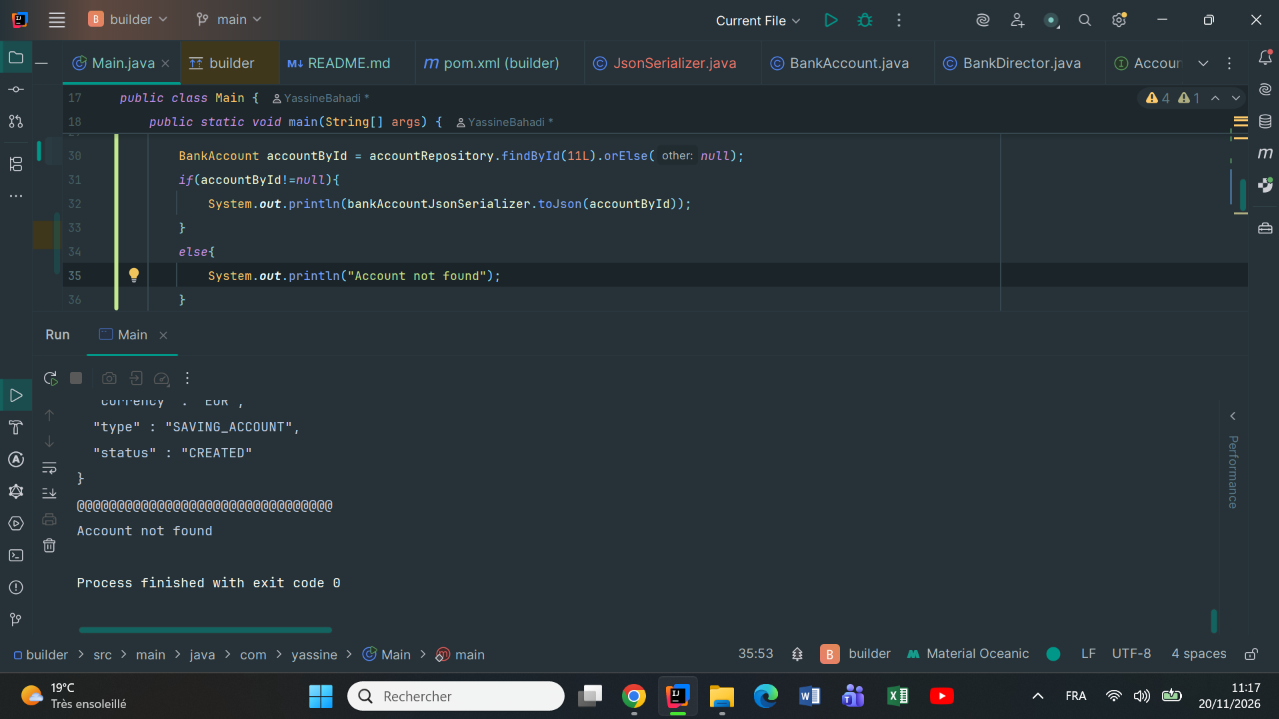 B builder main Current File
Main.java builder README.md m pom.xml (builder) JsonSerializer.java BankAccount.java BankDirector.java Accour
17 public class Main { YassineBahadi *
18 public static void main(String[] args) { YassineBahadi *
4 1
30 BankAccount accountById = accountRepository.findById(11L).orElse( other: null);
31 if(accountById!=null){
32 System.out.println(bankAccountJsonSerializer.toJson(accountById));
33 }
34 else{
35 System.out.println("Account not found");
36 }
Run Main
"currency" : "EUR",
"type" : "SAVING_ACCOUNT",
"status" : "CREATED"
}
@@@@@@@@@@@@@@@@@@@@@@@@@@@@@@@@
Account not found
Process finished with exit code 0
Performance
builder > src > main > java > com > yassine > Main > main 35:53 B builder Material Oceanic LF UTF-8 4 spaces
19°C
Très ensoleillé
Rechercher
FRA
11:17
20/11/2026